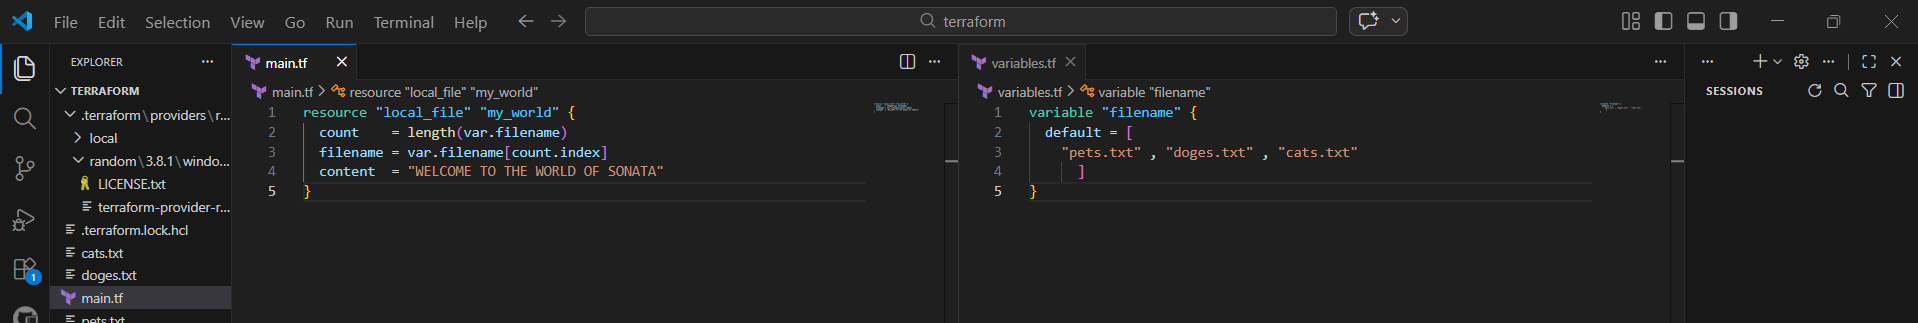 File Edit Selection View Go Run Terminal Help
terraform
EXPLORER
TERRAFORM
.terraform\providers\r...
local
random\3.8.1\windo...
LICENSE.txt
terraform-provider-r...
.terraform.lock.hcl
cats.txt
doges.txt
main.tf
pets.txt
1
main.tf
main.tf > resource "local_file" "my_world"
1 resource "local_file" "my_world" {
2 count    = length(var.filename)
3 filename = var.filename[count.index]
4 content  = "WELCOME TO THE WORLD OF SONATA"
5 }
variables.tf
variables.tf > variable "filename"
1 variable "filename" {
2 default = [
3 "pets.txt" , "doges.txt" , "cats.txt"
4 ]
5 }
SESSIONS